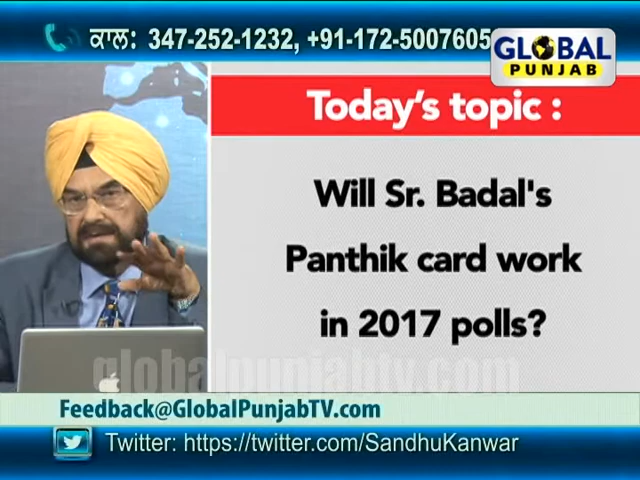 ਕਾਲ: 347-252-1232, +91-172-5007605
GLOBAL
PUNJAB
Today's topic :
Will Sr. Badal's
Panthik card work
in 2017 polls?
globalpunjabtv.com
Feedback@GlobalPunjabTV.com
Twitter: https://twitter.com/SandhuKanwar